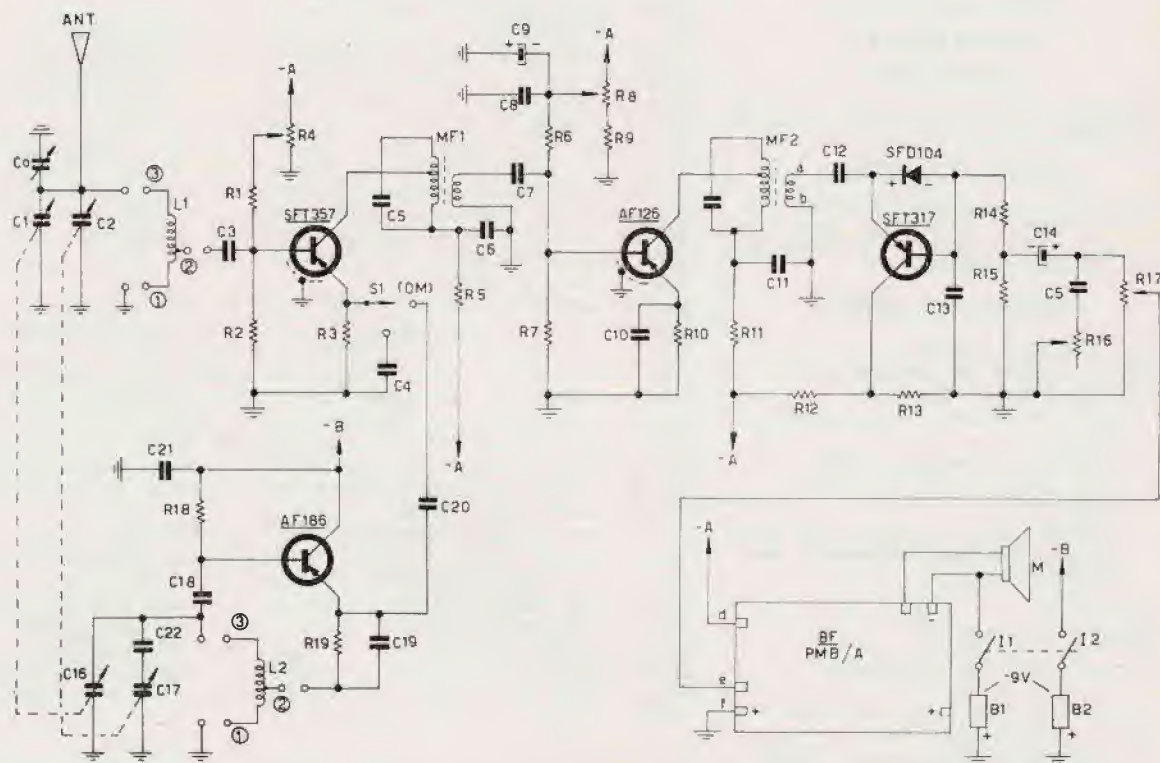 ANT.
C9
+ -
-A
-A
C8
R8
R4
MF1
R6
R9
MF2
C12
SFD104
+ -
Co
③
L1
R1
SFT357
C5
C7
AF126
a
b
SFT317
R14
C14
- +
C1
C2
C3
②
C6
①
S1 (OM)
R5
C11
R15
C5
R17
R2
R3
R7
C10
R10
R11
C13
R16
C4
R12
R13
-B
C21
-A
-A
R18
C20
AF186
-A
-B
C18
M
③
d
C22
R19
C19
BF
PMB/A
I1
I2
C16
L2
C17
②
e
-9V
f
B1
B2
①
+
+
+
+
-